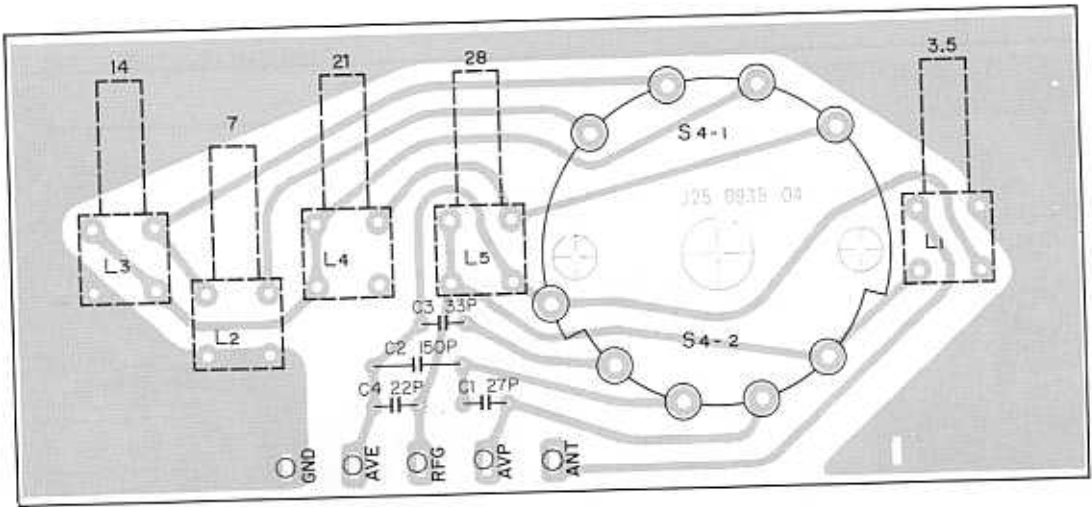 14
7
21
28
3.5
S4-1
J25 0939 04
L3
L2
L4
L5
L1
C3 33P
C2 150P
C4 22P
C1 27P
S4-2
GND
AVE
RFG
AVP
ANT